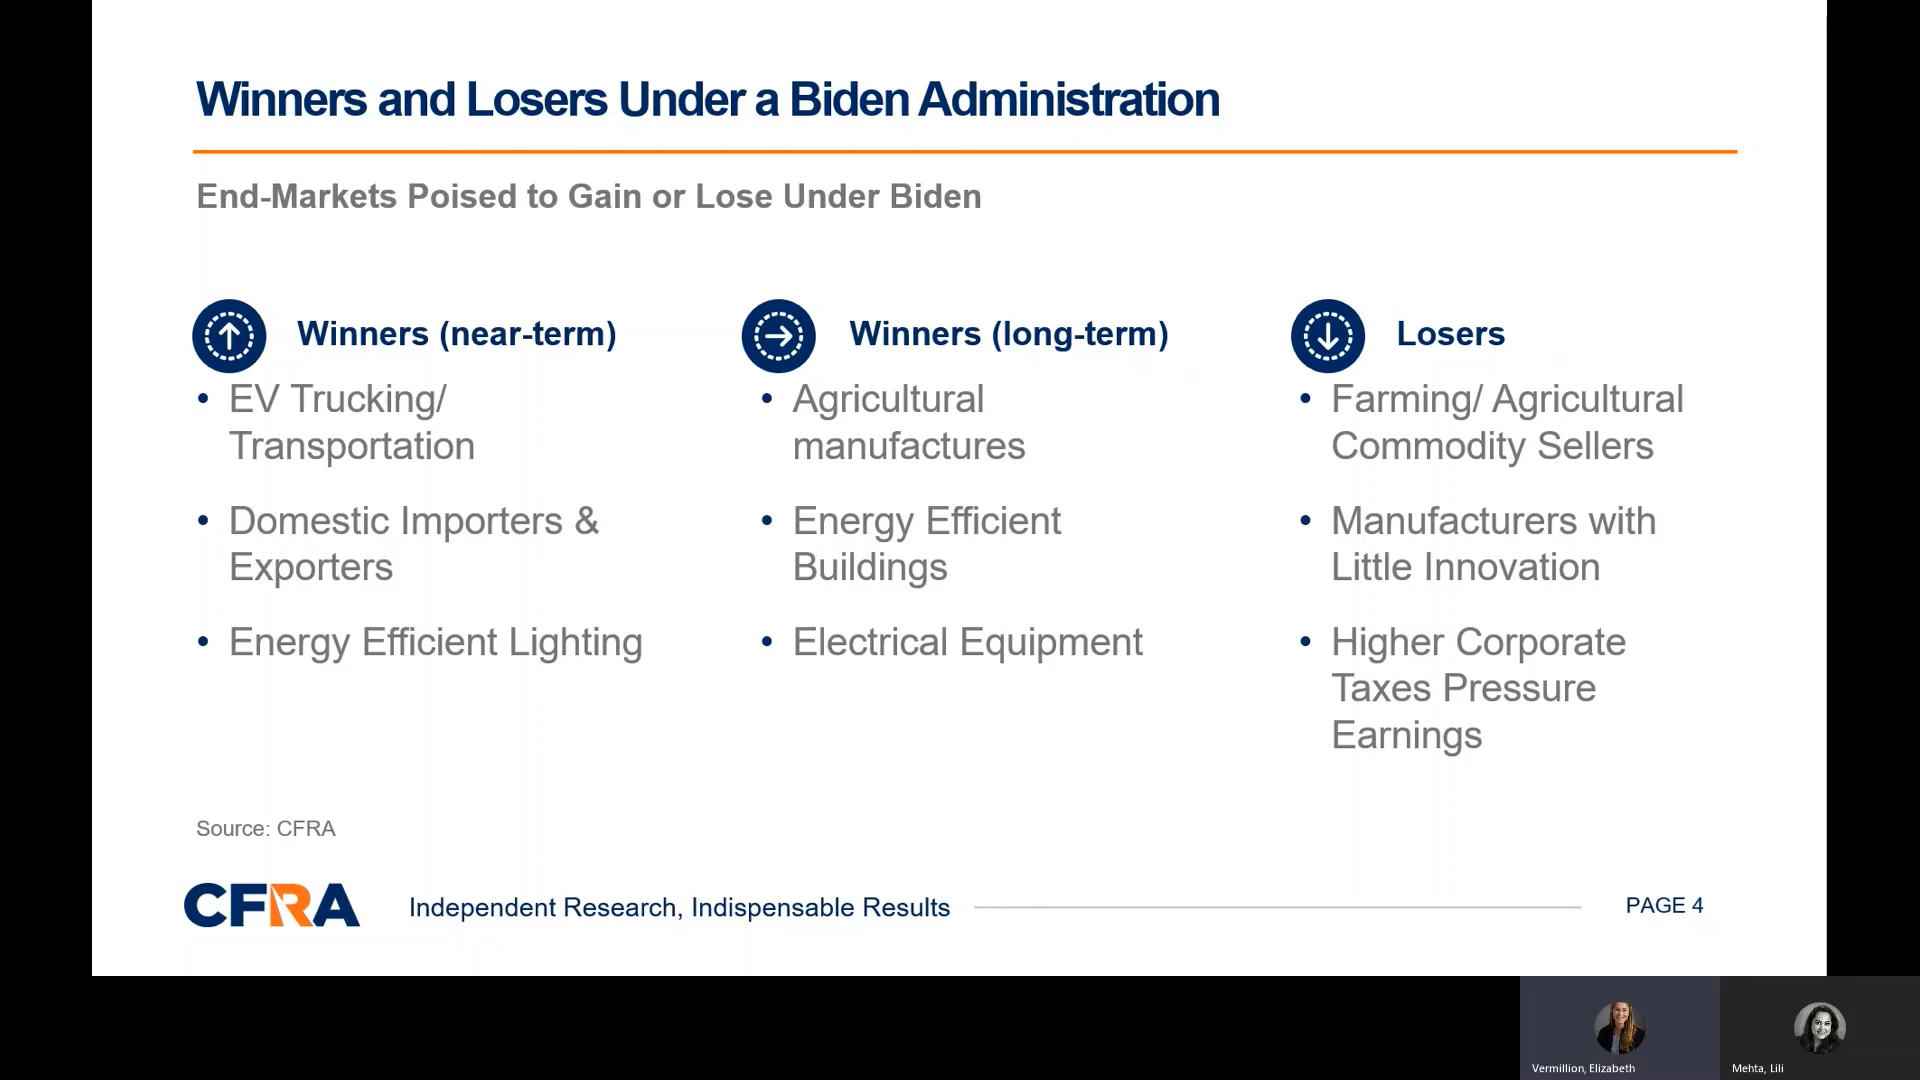 Winners and Losers Under a Biden Administration
End-Markets Poised to Gain or Lose Under Biden
Winners (near-term)
• EV Trucking/
Transportation
• Domestic Importers &
Exporters
• Energy Efficient Lighting
Winners (long-term)
• Agricultural
manufactures
• Energy Efficient
Buildings
• Electrical Equipment
Losers
• Farming/ Agricultural
Commodity Sellers
• Manufacturers with
Little Innovation
• Higher Corporate
Taxes Pressure
Earnings
Source: CFRA
CFRA
Independent Research, Indispensable Results
PAGE 4
Vermillion, Elizabeth
Mehta, Lili